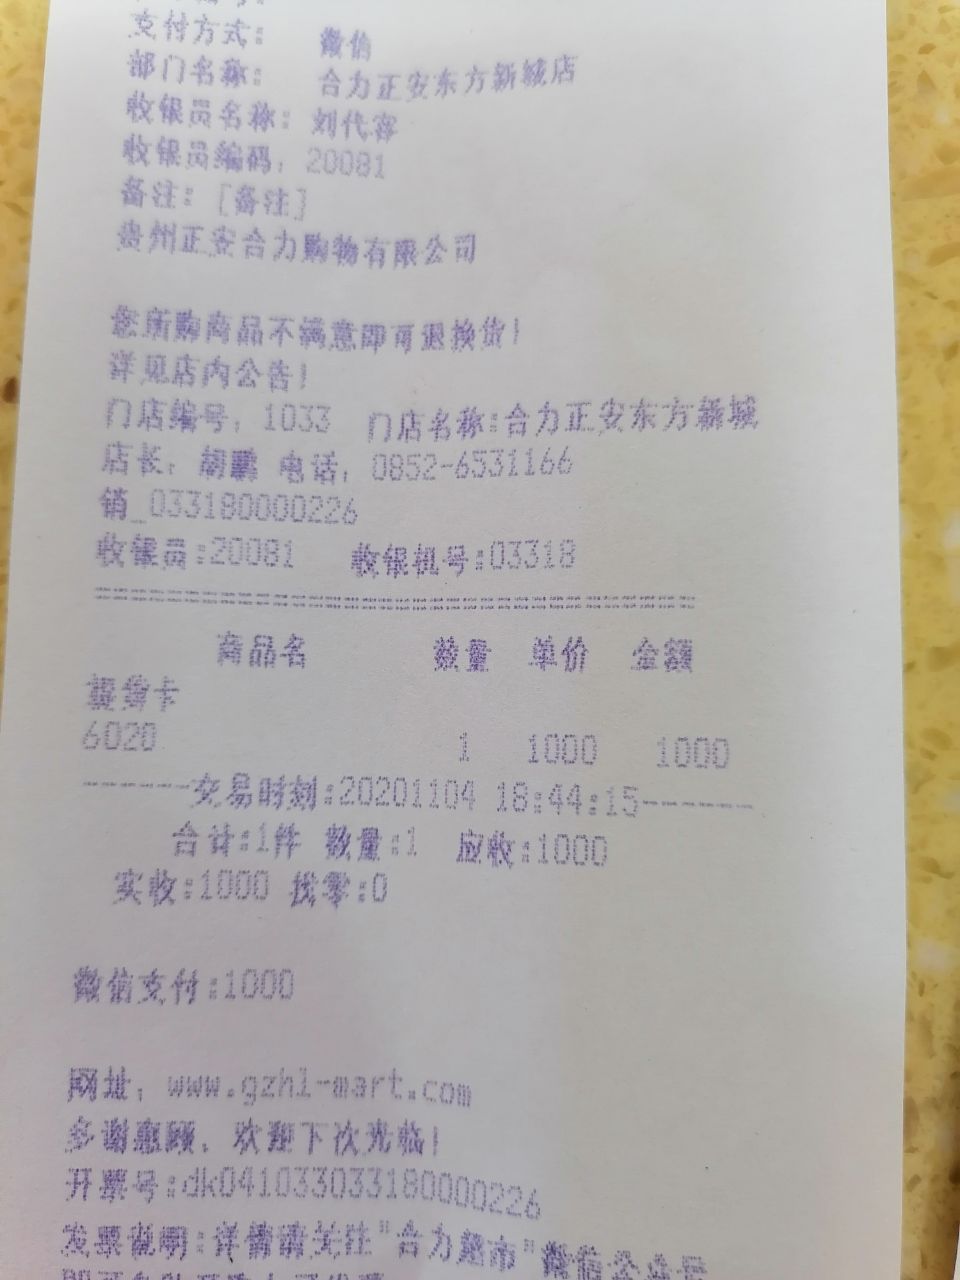 支付方式： 微信
部门名称： 合力正安东方新城店
收银员名称：刘代容
收银员编码：20081
备注：[备注]
贵州正安合力购物有限公司
您所购商品不满意即可退换货！
详见店内公告！
门店编号：1033 门店名称:合力正安东方新城
店长：胡鹏 电话：0852-6531166
销_033180000226
收银员:20081 收银机号:03318
商品名 数量 单价 金额
提货卡
6020 1 1000 1000
------交易时刻:20201104 18:44:15------
合计:1件 数量:1 应收:1000
实收:1000 找零:0
微信支付:1000
网址：www.gzhl-mart.com
多谢惠顾，欢迎下次光临！
开票号:dk041033033180000226
发票说明:详情请关注"合力超市"微信公众号